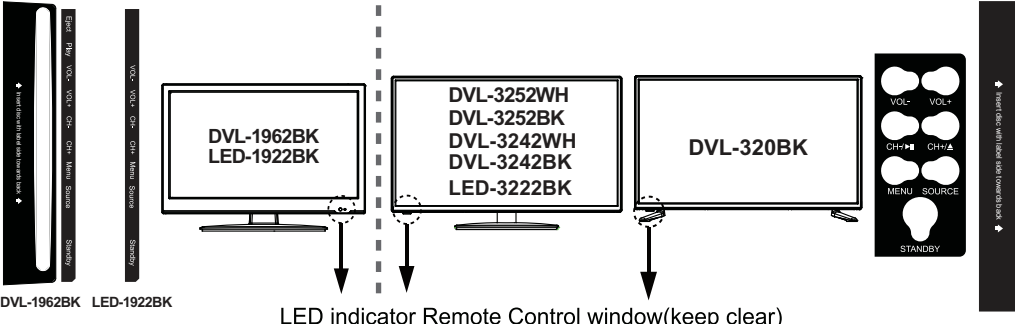 Insert disc with label side towards back
Eject Play VOL- VOL+ CH- CH+ Menu Source Standby
VOL- VOL+ CH- CH+ Menu Source Standby
DVL-1962BK LED-1922BK
DVL-1962BK
LED-1922BK
DVL-3252WH
DVL-3252BK
DVL-3242WH
DVL-3242BK
LED-3222BK
DVL-320BK
VOL- VOL+
CH-/▶II CH+/▲
MENU SOURCE
STANDBY
Insert disc with label side towards back
LED indicator Remote Control window(keep clear)